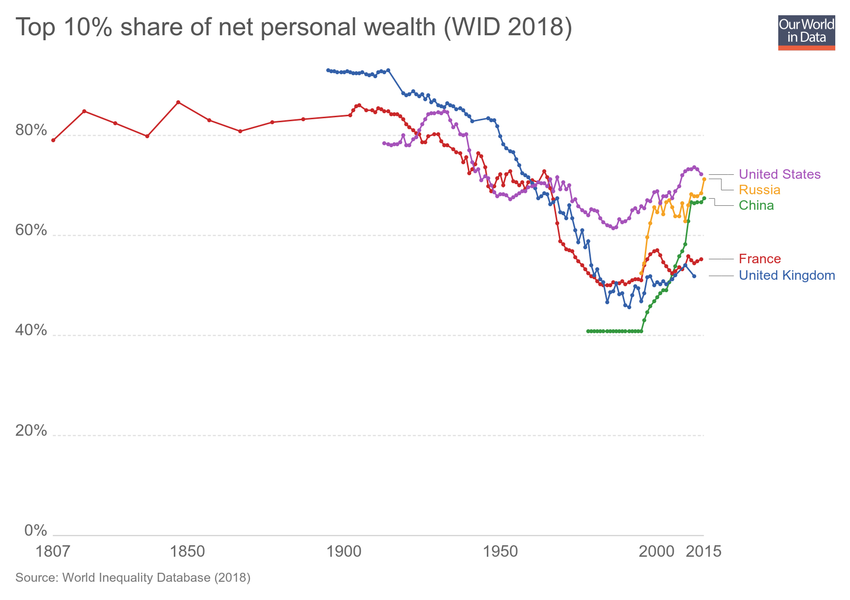 Top 10% share of net personal wealth (WID 2018)
Our World
in Data
80%
60%
40%
20%
0%
United States
Russia
China
France
United Kingdom
1807 1850 1900 1950 2000 2015
Source: World Inequality Database (2018)